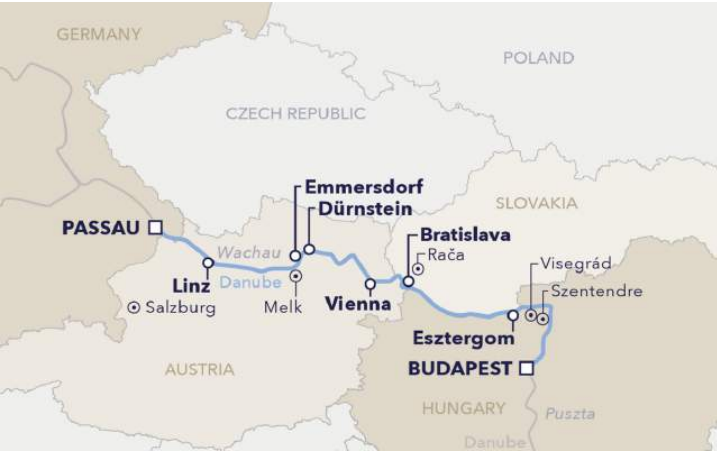 GERMANY
POLAND
CZECH REPUBLIC
Emmersdorf
Dürnstein
SLOVAKIA
PASSAU
Wachau
Bratislava
Rača
Linz
Danube
Melk
Vienna
Visegrád
Szentendre
Salzburg
Esztergom
AUSTRIA
BUDAPEST
HUNGARY
Puszta
Danube